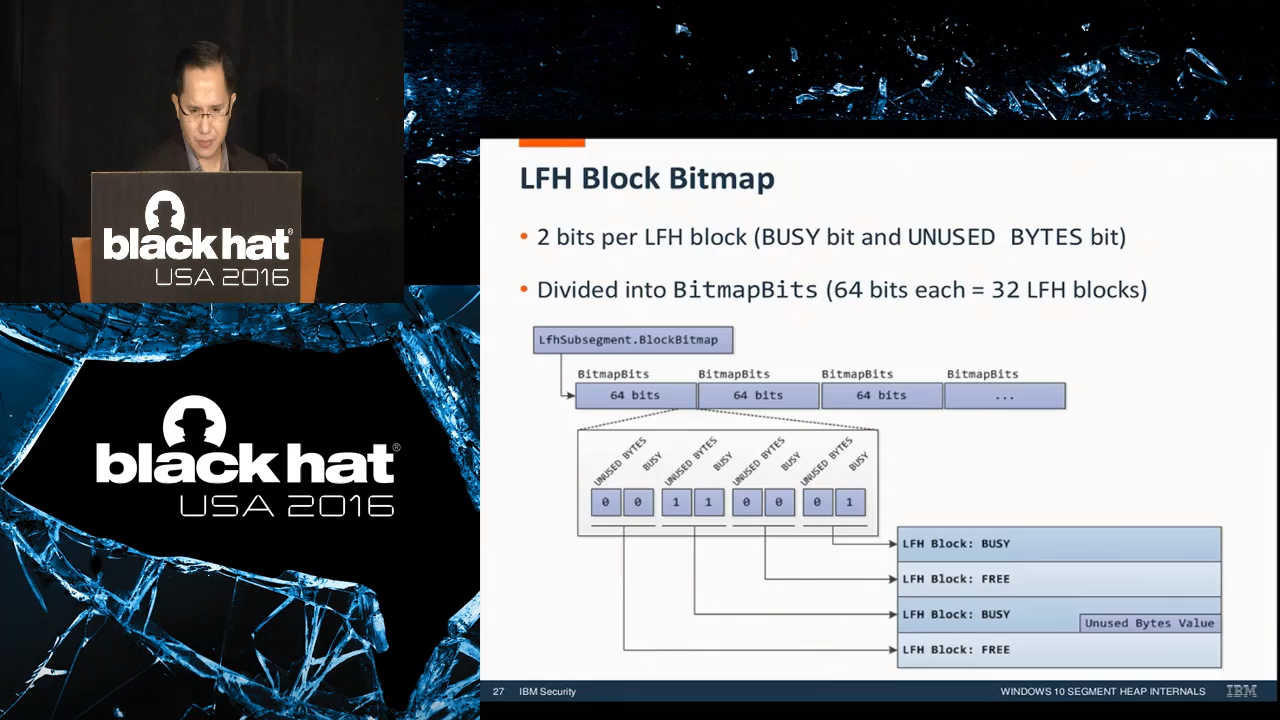 black hat®
USA 2016
black hat®
USA 2016
LFH Block Bitmap
• 2 bits per LFH block (BUSY bit and UNUSED BYTES bit)
• Divided into BitmapBits (64 bits each = 32 LFH blocks)
LfhSubsegment.BlockBitmap
BitmapBits BitmapBits BitmapBits BitmapBits
64 bits 64 bits 64 bits ...
UNUSED BYTES BUSY UNUSED BYTES BUSY UNUSED BYTES BUSY UNUSED BYTES BUSY
0 0 1 1 0 0 0 1
LFH Block: BUSY
LFH Block: FREE
LFH Block: BUSY
Unused Bytes Value
LFH Block: FREE
27 IBM Security WINDOWS 10 SEGMENT HEAP INTERNALS IBM